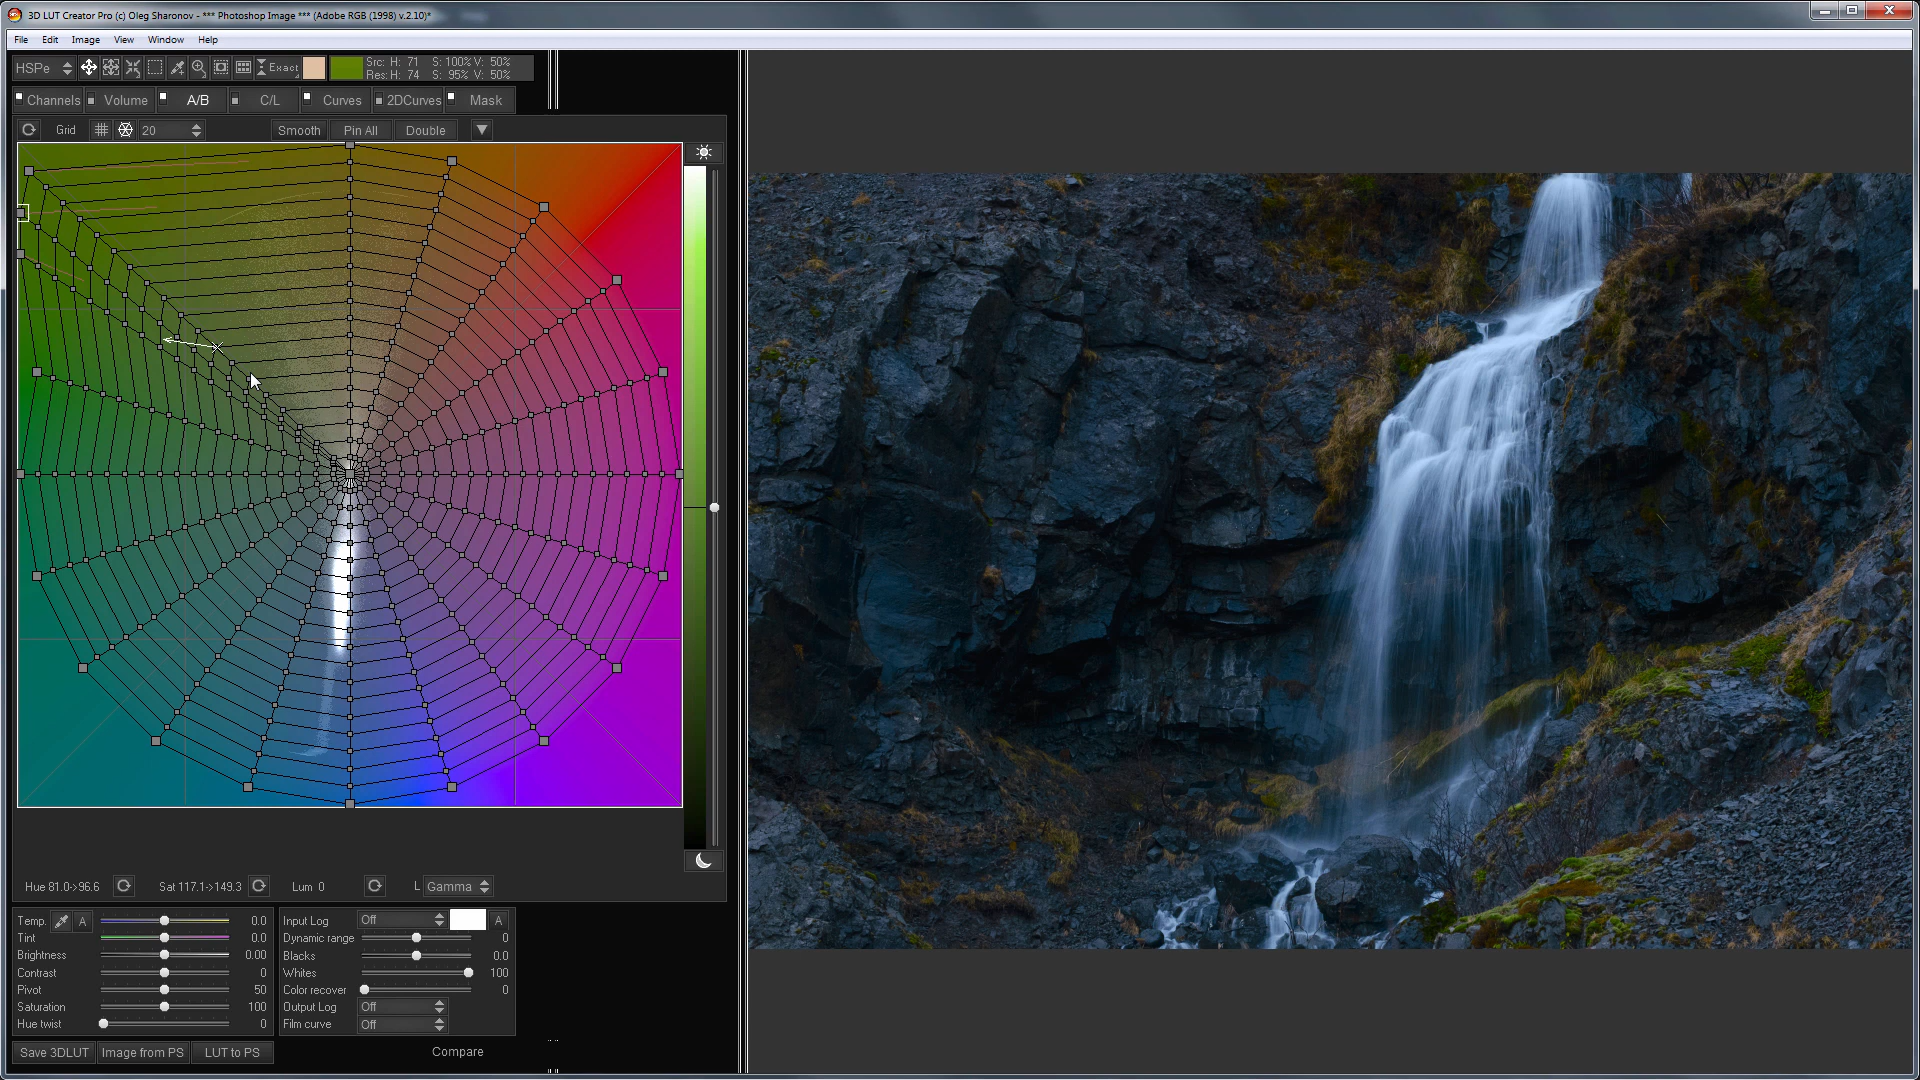 3D LUT Creator Pro (c) Oleg Sharonov - *** Photoshop Image *** (Adobe RGB (1998) v.2.10)*
File Edit Image View Window Help
HSPe Exact Src: H: 71 S: 100% V: 50%
Res: H: 74 S: 95% V: 50%
Channels Volume A/B C/L Curves 2DCurves Mask
Grid 20 Smooth Pin All Double
Hue 81.0->96.6 Sat 117.1->149.3 Lum 0 L Gamma
Temp. A 0.0
Tint 0.0
Brightness 0.00
Contrast 0
Pivot 50
Saturation 100
Hue twist 0
Input Log Off A
Dynamic range 0
Blacks 0.0
Whites 100
Color recover 0
Output Log Off
Film curve Off
Save 3DLUT Image from PS LUT to PS Compare